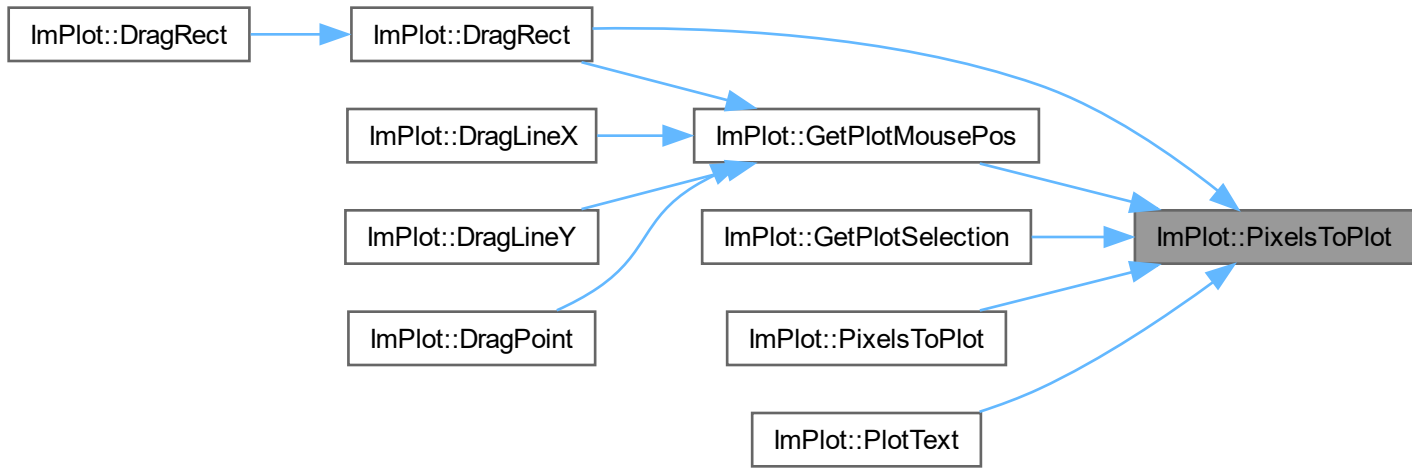 ImPlot::DragRect
ImPlot::DragRect
ImPlot::DragLineX
ImPlot::GetPlotMousePos
ImPlot::DragLineY
ImPlot::GetPlotSelection
ImPlot::PixelsToPlot
ImPlot::DragPoint
ImPlot::PixelsToPlot
ImPlot::PlotText